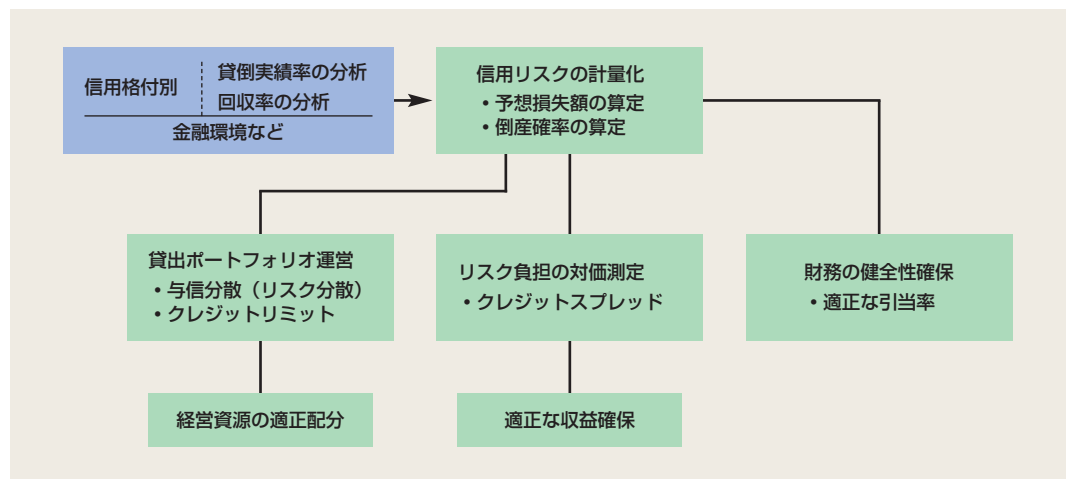 信用格付別
貸倒実績率の分析
回収率の分析
金融環境など
信用リスクの計量化
・予想損失額の算定
・倒産確率の算定
貸出ポートフォリオ運営
・与信分散（リスク分散）
・クレジットリミット
リスク負担の対価測定
・クレジットスプレッド
財務の健全性確保
・適正な引当率
経営資源の適正配分
適正な収益確保